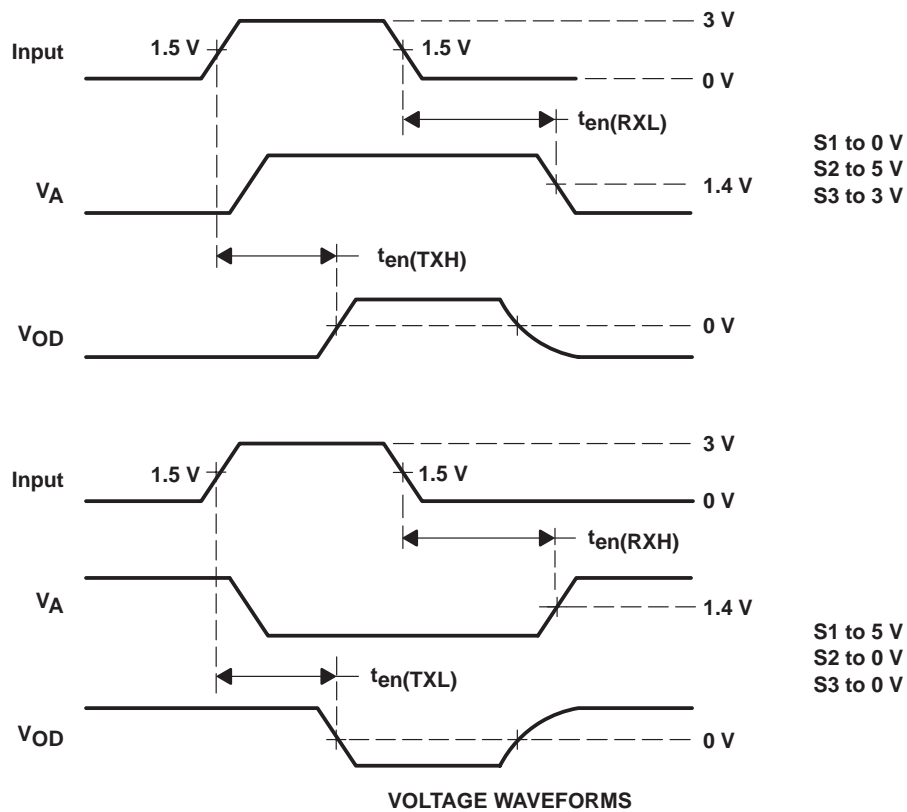 3 V
Input 1.5 V 1.5 V
0 V
ten(RXL)
S1 to 0 V
S2 to 5 V
S3 to 3 V
VA 1.4 V
ten(TXH)
VOD 0 V
3 V
Input 1.5 V 1.5 V
0 V
ten(RXH)
VA 1.4 V
S1 to 5 V
S2 to 0 V
S3 to 0 V
ten(TXL)
VOD 0 V
VOLTAGE WAVEFORMS